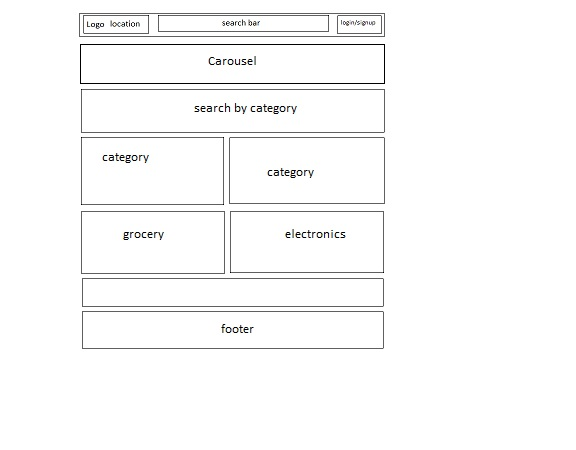 Logo location search bar login/signup
Carousel
search by category
category
category
grocery electronics
footer